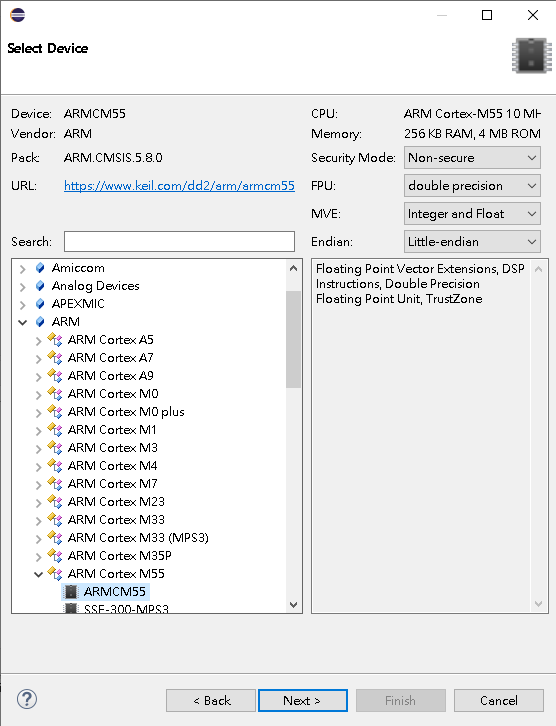 Select Device
Device: ARMCM55
CPU: ARM Cortex-M55 10 MH
Vendor: ARM
Memory: 256 KB RAM, 4 MB ROM
Pack: ARM.CMSIS.5.8.0
Security Mode: Non-secure
URL: https://www.keil.com/dd2/arm/armcm55
FPU: double precision
MVE: Integer and Float
Search:
Endian: Little-endian
Amiccom
Analog Devices
APEXMIC
ARM
ARM Cortex A5
ARM Cortex A7
ARM Cortex A9
ARM Cortex M0
ARM Cortex M0 plus
ARM Cortex M1
ARM Cortex M3
ARM Cortex M4
ARM Cortex M7
ARM Cortex M23
ARM Cortex M33
ARM Cortex M33 (MPS3)
ARM Cortex M35P
ARM Cortex M55
ARMCM55
SSE-300-MPS3
Floating Point Vector Extensions, DSP
Instructions, Double Precision
Floating Point Unit, TrustZone
?
< Back
Next >
Finish
Cancel